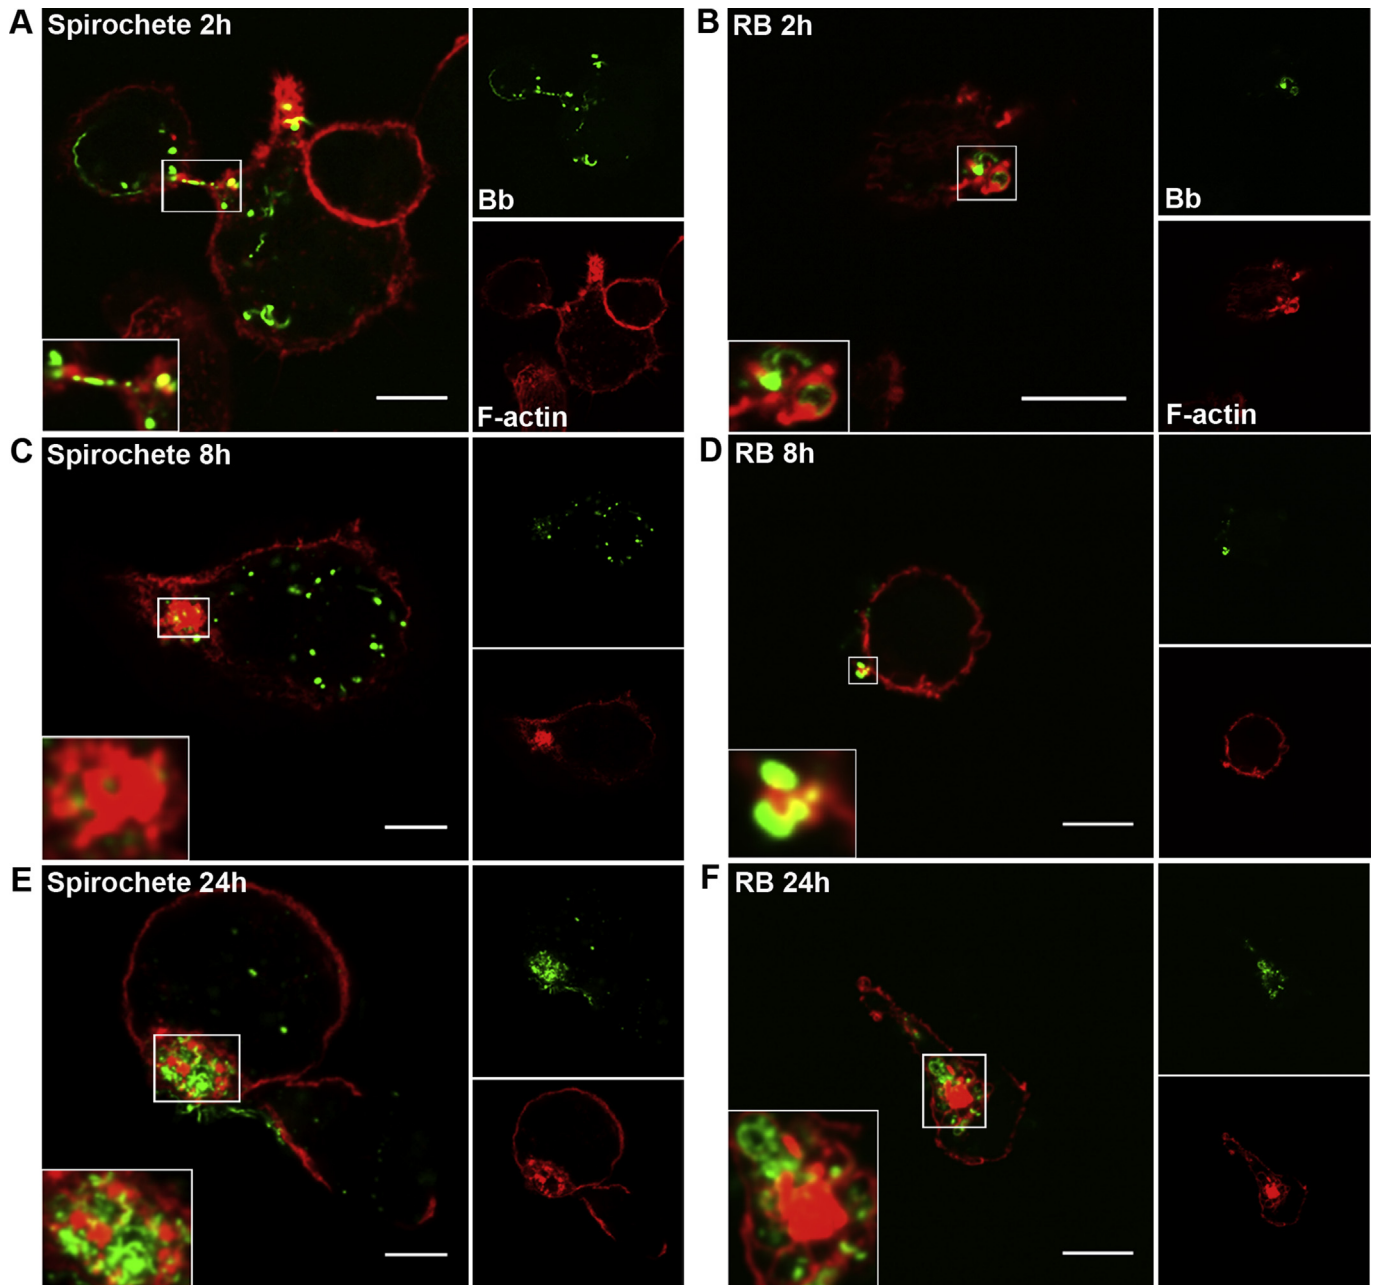 A Spirochete 2h
Bb
F-actin
B RB 2h
Bb
F-actin
C Spirochete 8h
D RB 8h
E Spirochete 24h
F RB 24h